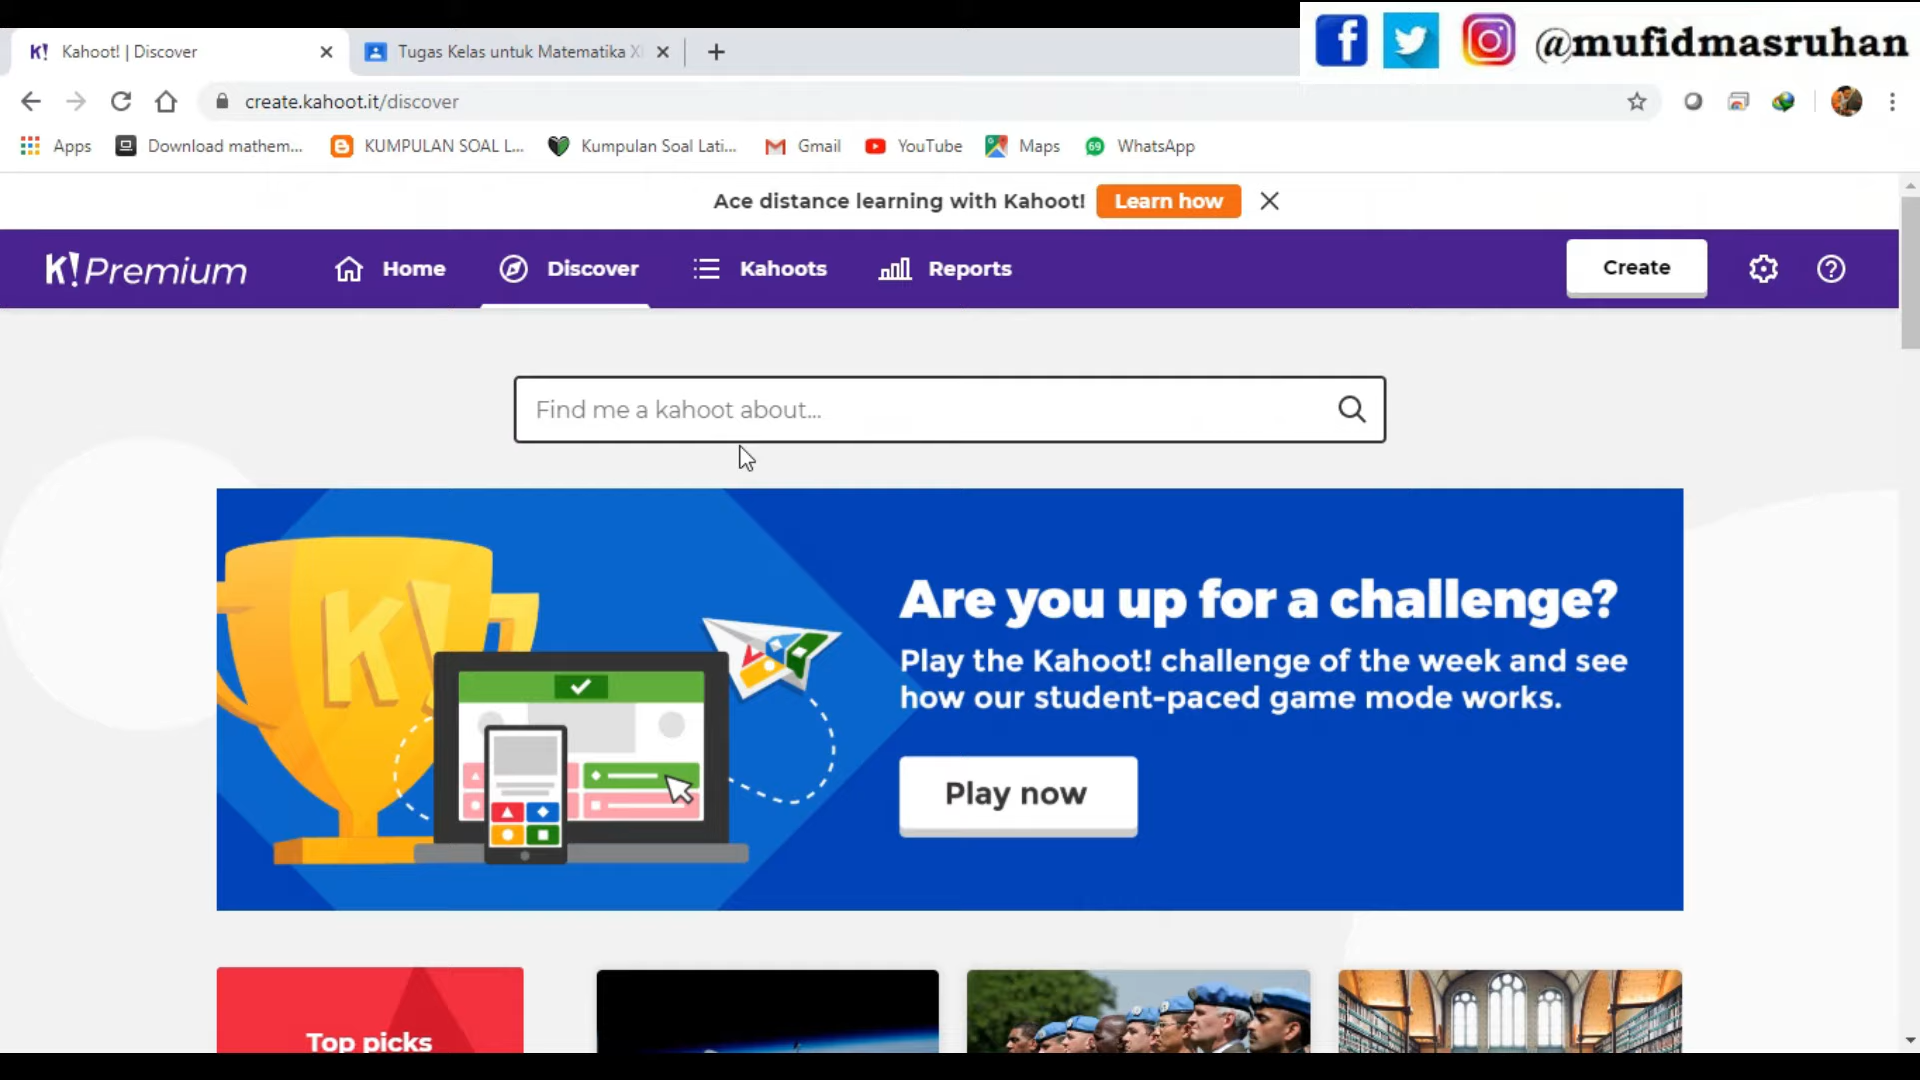 @mufidmasruhan
K! Kahoot! | Discover
Tugas Kelas untuk Matematika X
create.kahoot.it/discover
Apps
Download mathem...
KUMPULAN SOAL L...
Kumpulan Soal Lati...
Gmail
YouTube
Maps
69 WhatsApp
Ace distance learning with Kahoot!
Learn how
K! Premium
Home
Discover
Kahoots
Reports
Create
Find me a kahoot about...
K!
Are you up for a challenge?
Play the Kahoot! challenge of the week and see
how our student-paced game mode works.
Play now
Top picks